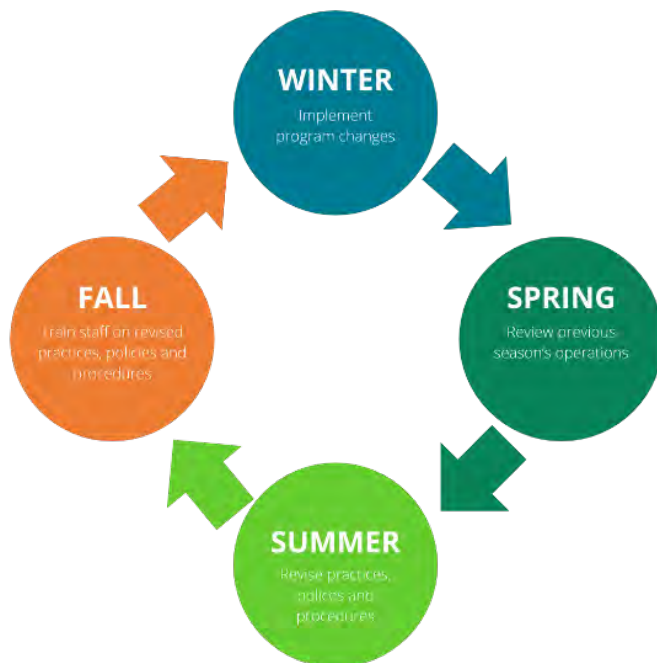 WINTER
Implement
program changes
SPRING
Review previous
season's operations
SUMMER
Revise practices,
polices and
procedures
FALL
Train staff on revised
practices, policies and
procedures